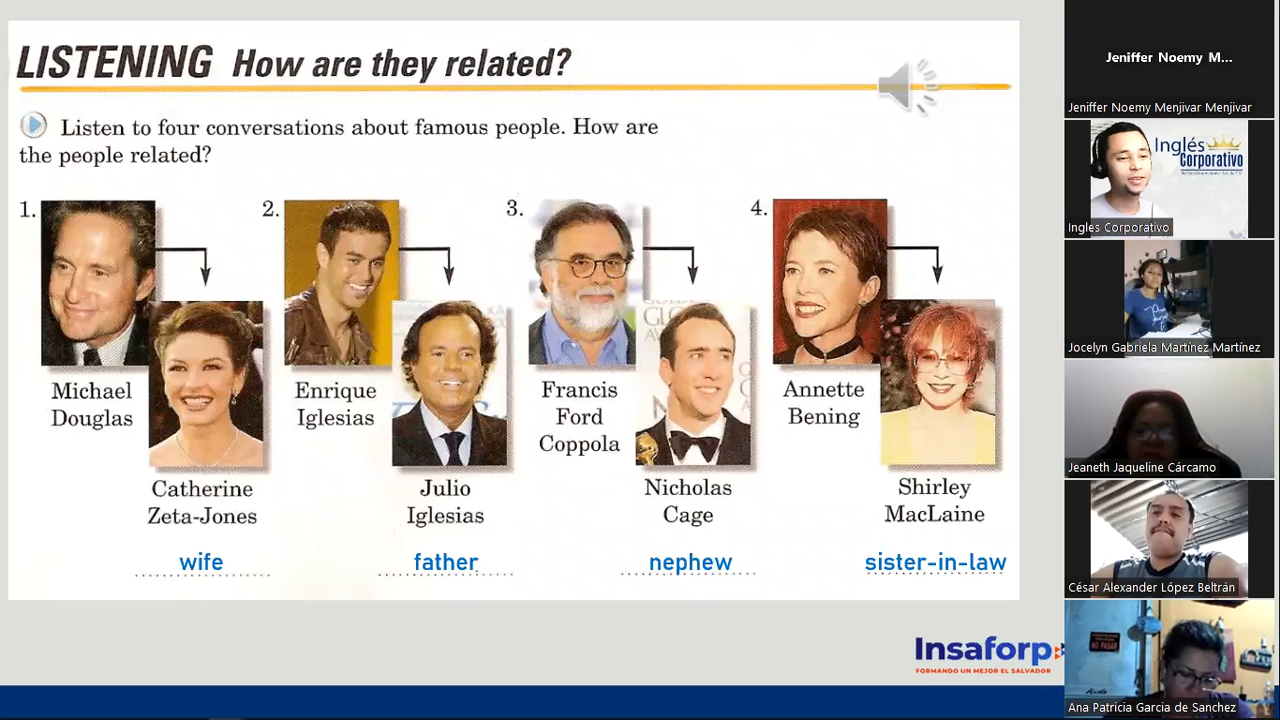 LISTENING How are they related?
Listen to four conversations about famous people. How are
the people related?
1.
2.
3.
4.
Michael
Douglas
Catherine
Zeta-Jones
wife
Enrique
Iglesias
Julio
Iglesias
father
Francis
Ford
Coppola
Nicholas
Cage
nephew
Annette
Bening
Shirley
MacLaine
sister-in-law
Insaforp
FORMANDO UN MEJOR EL SALVADOR
Jeniffer Noemy M...
Jeniffer Noemy Menjivar Menjivar
Inglés
Corporativo
Ingles Corporativo
Jocelyn Gabriela Martínez Martínez
Jeaneth Jaqueline Cárcamo
César Alexander López Beltrán
NO PASAR
Ana Patricia Garcia de Sanchez